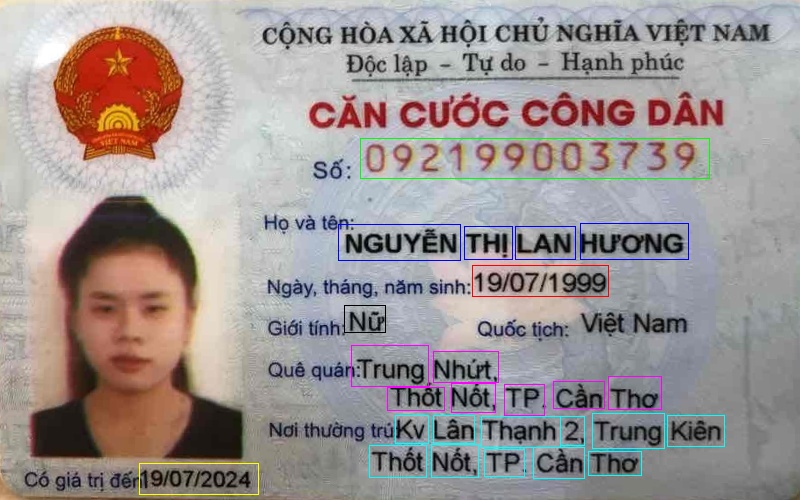 CỘNG HÒA XÃ HỘI CHỦ NGHĨA VIỆT NAM
Độc lập - Tự do - Hạnh phúc
CĂN CƯỚC CÔNG DÂN
Số: 092199003739
Họ và tên:
NGUYỄN THỊ LAN HƯƠNG
Ngày, tháng, năm sinh: 19/07/1999
Giới tính: Nữ Quốc tịch: Việt Nam
Quê quán: Trung Nhứt,
Thốt Nốt, TP. Cần Thơ
Nơi thường trú: Kv Lân Thạnh 2, Trung Kiên
Thốt Nốt, TP. Cần Thơ
Có giá trị đến 19/07/2024
VIỆT NAM